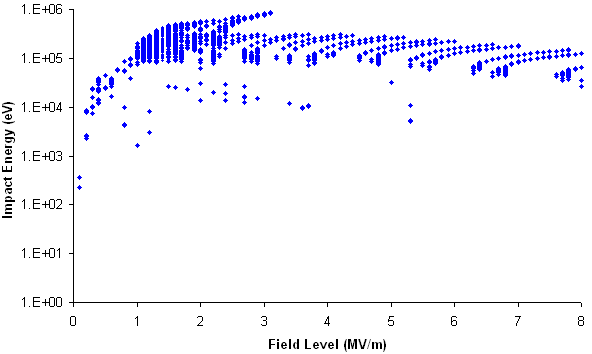 1.E+06
1.E+05
1.E+04
1.E+03
1.E+02
1.E+01
1.E+00
Impact Energy (eV)
0 1 2 3 4 5 6 7 8
Field Level (MV/m)